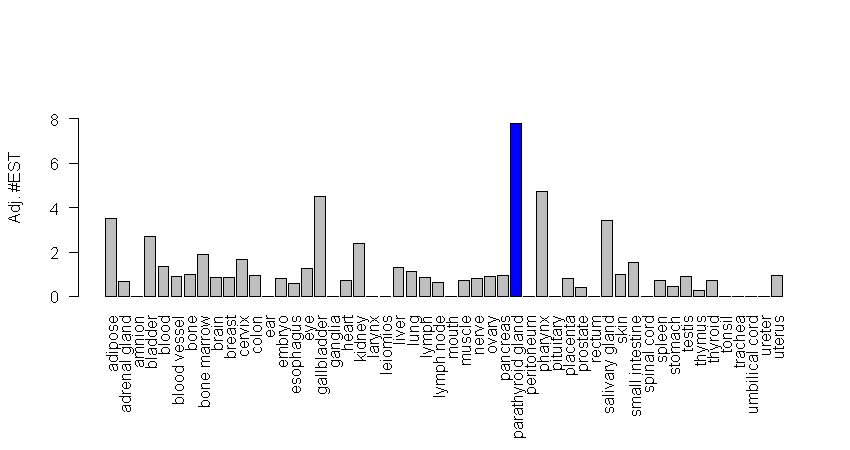 Adj. #EST
8
6
4
2
0
adipose
adrenal gland
amnion
bladder
blood
blood vessel
bone
bone marrow
brain
breast
cervix
colon
ear
embryo
esophagus
eye
gallbladder
ganglia
heart
kidney
larynx
leiomios
liver
lung
lymph
lymph node
mouth
muscle
nerve
ovary
pancreas
parathyroid gland
peritoneum
pharynx
pituitary
placenta
prostate
rectum
salivary gland
skin
small intestine
spinal cord
spleen
stomach
testis
thymus
thyroid
tonsil
trachea
umbilical cord
ureter
uterus